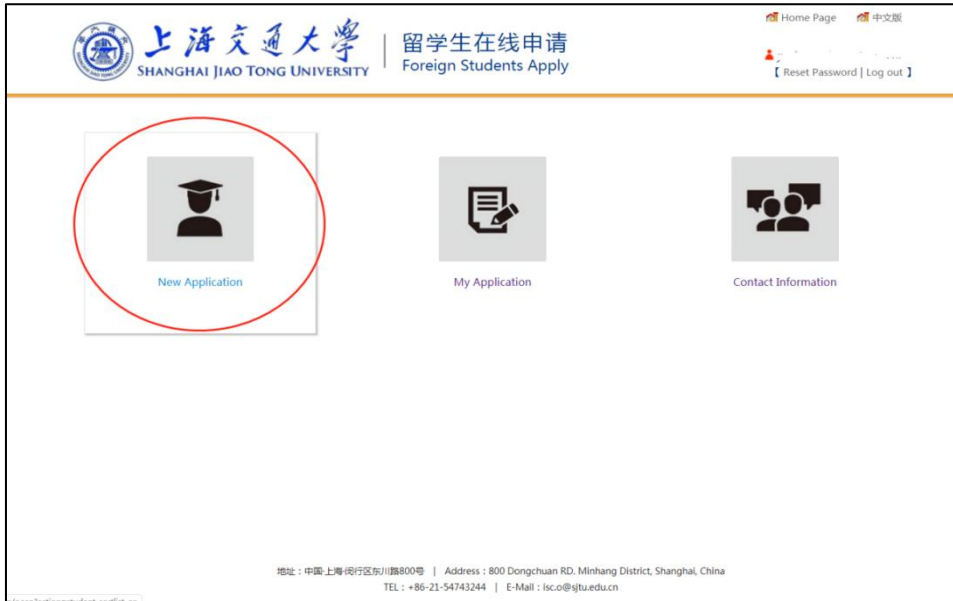 Home Page 中文版
上海交通大學
SHANGHAI JIAO TONG UNIVERSITY
留学生在线申请
Foreign Students Apply
【 Reset Password | Log out 】
New Application
My Application
Contact Information
地址：中国·上海·闵行区东川路800号 | Address : 800 Dongchuan RD. Minhang District, Shanghai, China
TEL : +86-21-54743244 | E-Mail : isc.o@sjtu.edu.cn